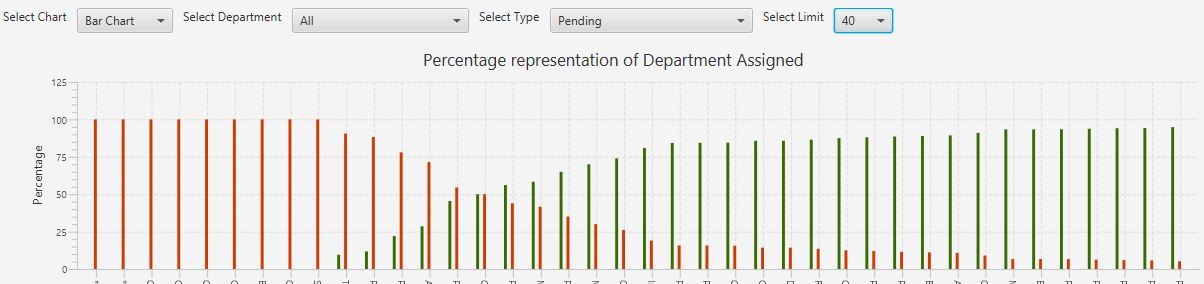 Select Chart Bar Chart Select Department All Select Type Pending Select Limit 40
Percentage representation of Department Assigned
125
100
75
50
25
0
Percentage